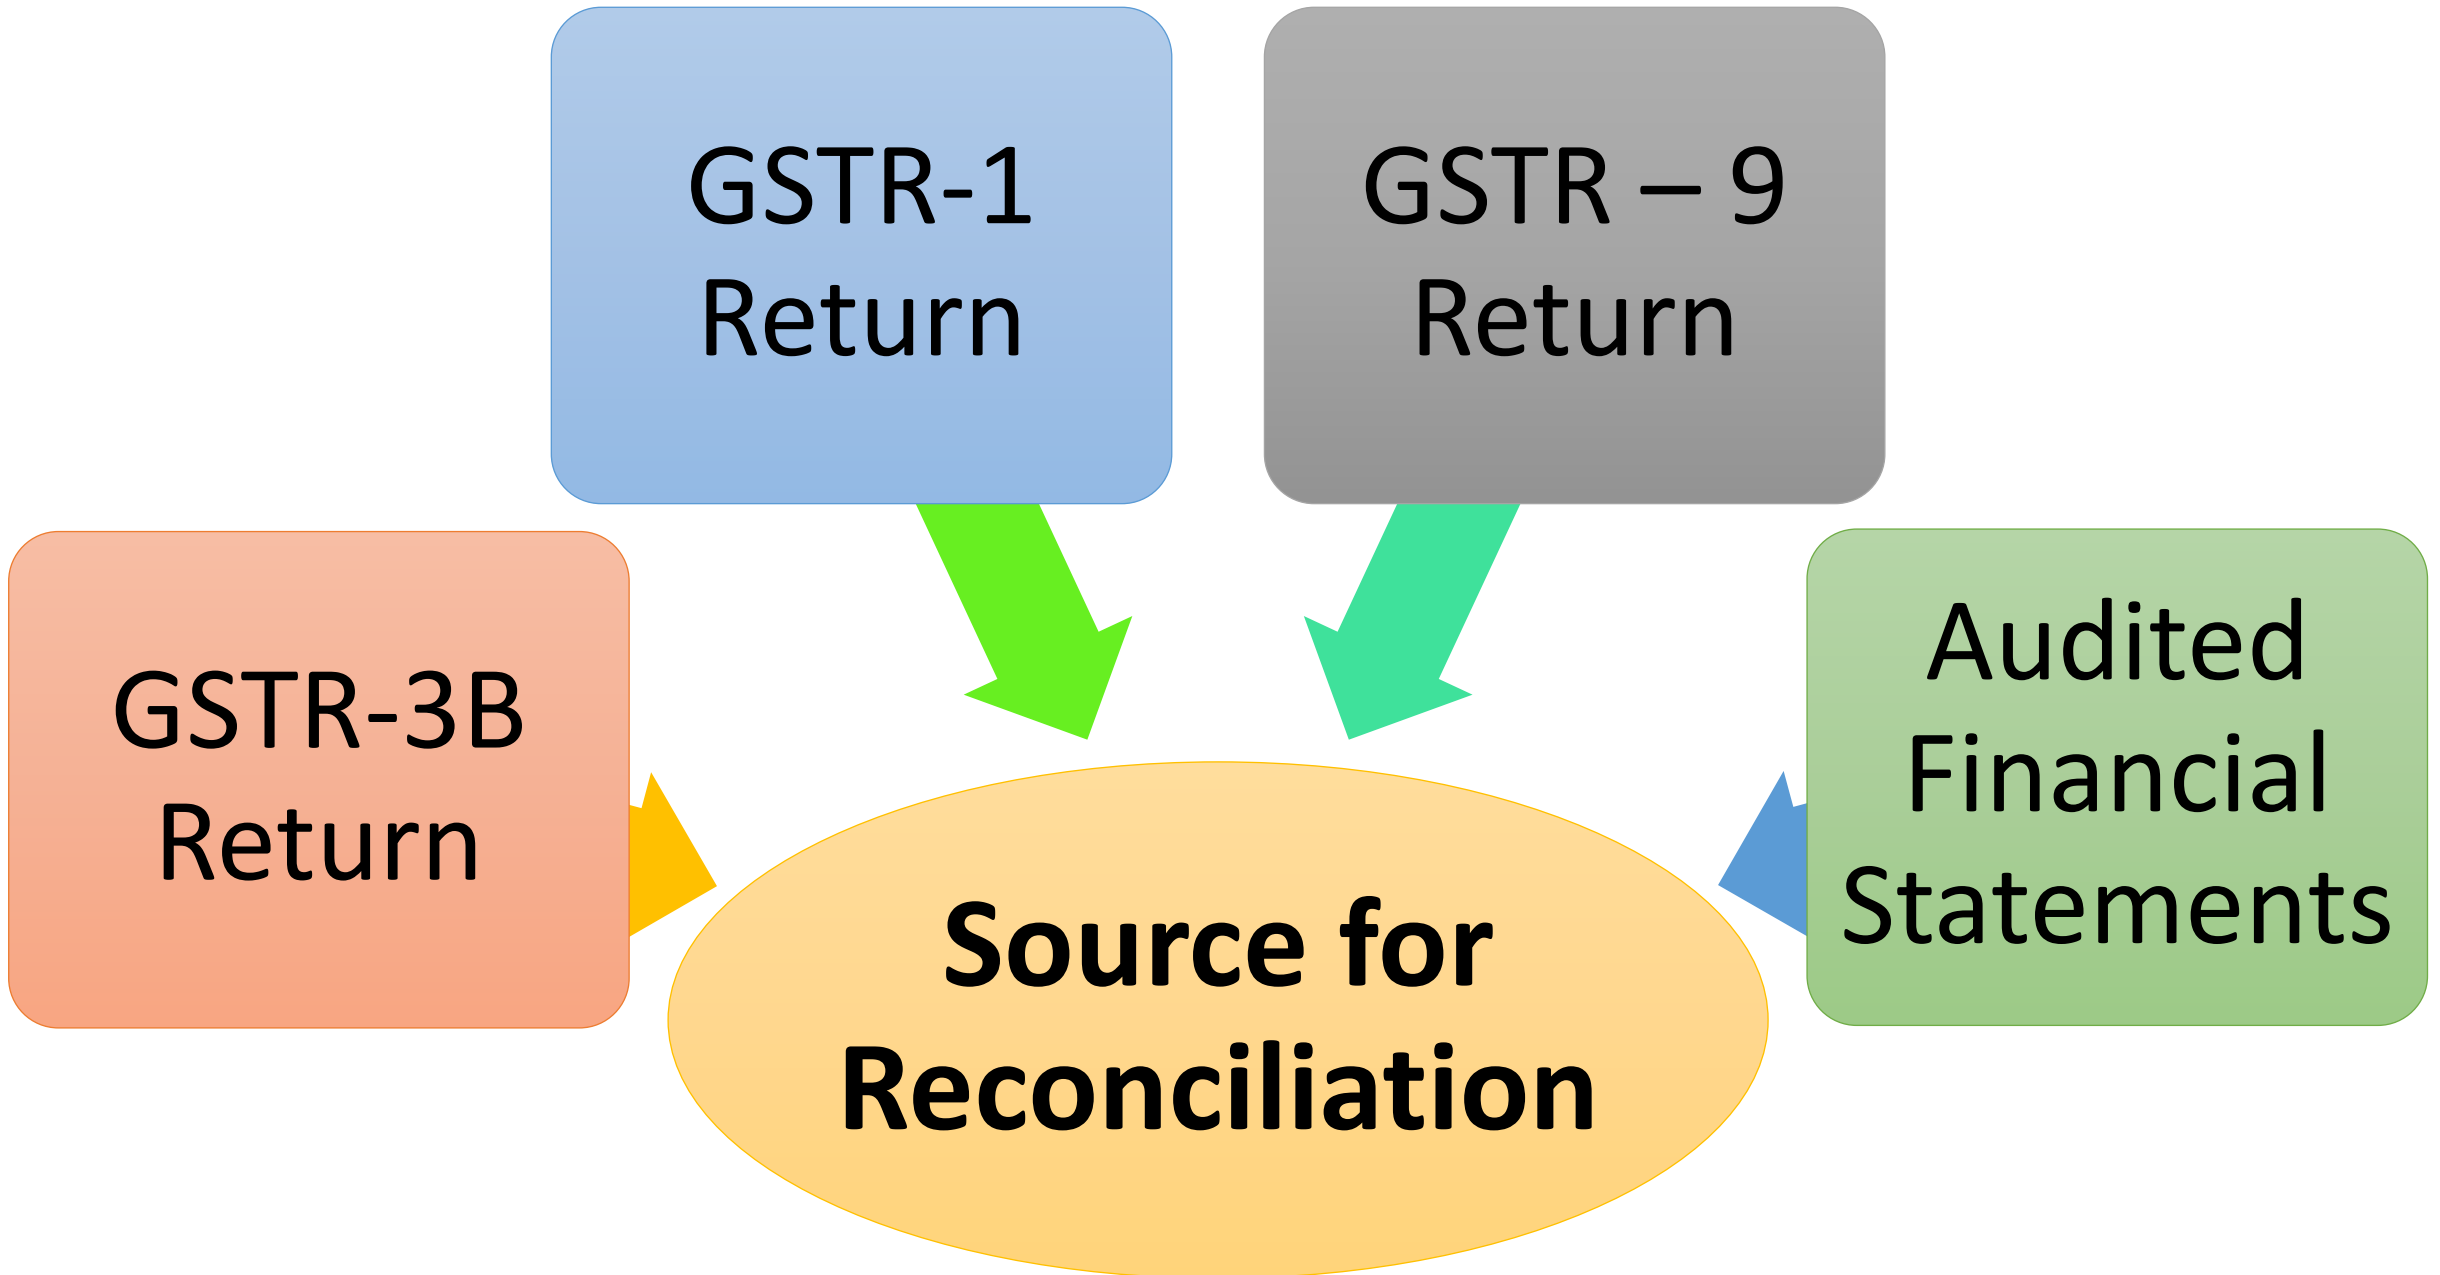 GSTR-1
Return
GSTR – 9
Return
GSTR-3B
Return
Audited
Financial
Statements
Source for
Reconciliation